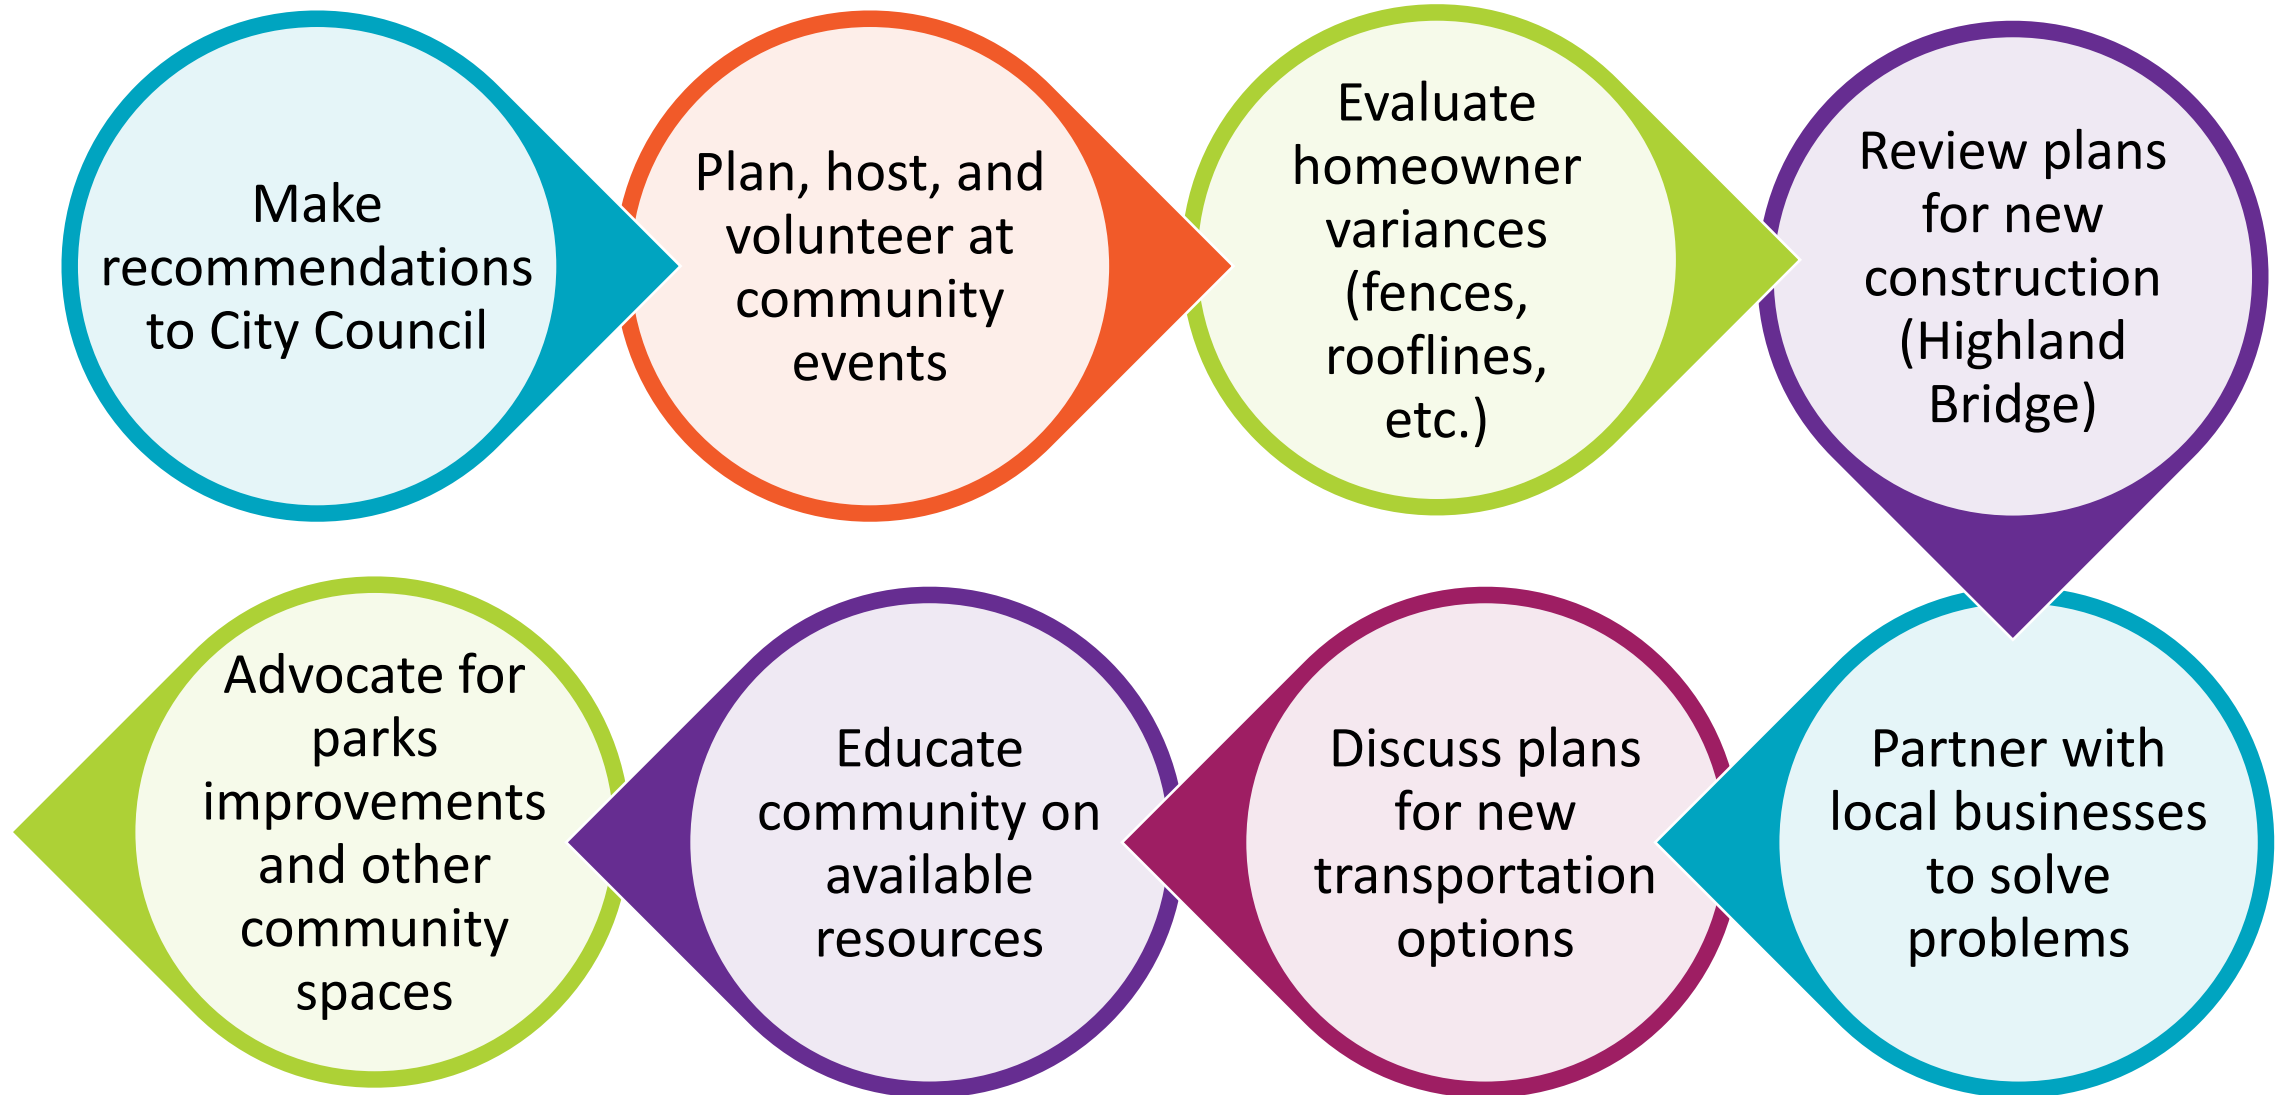 Make
recommendations
to City Council
Plan, host, and
volunteer at
community
events
Evaluate
homeowner
variances
(fences,
rooflines,
etc.)
Review plans
for new
construction
(Highland
Bridge)
Partner with
local businesses
to solve
problems
Discuss plans
for new
transportation
options
Educate
community on
available
resources
Advocate for
parks
improvements
and other
community
spaces